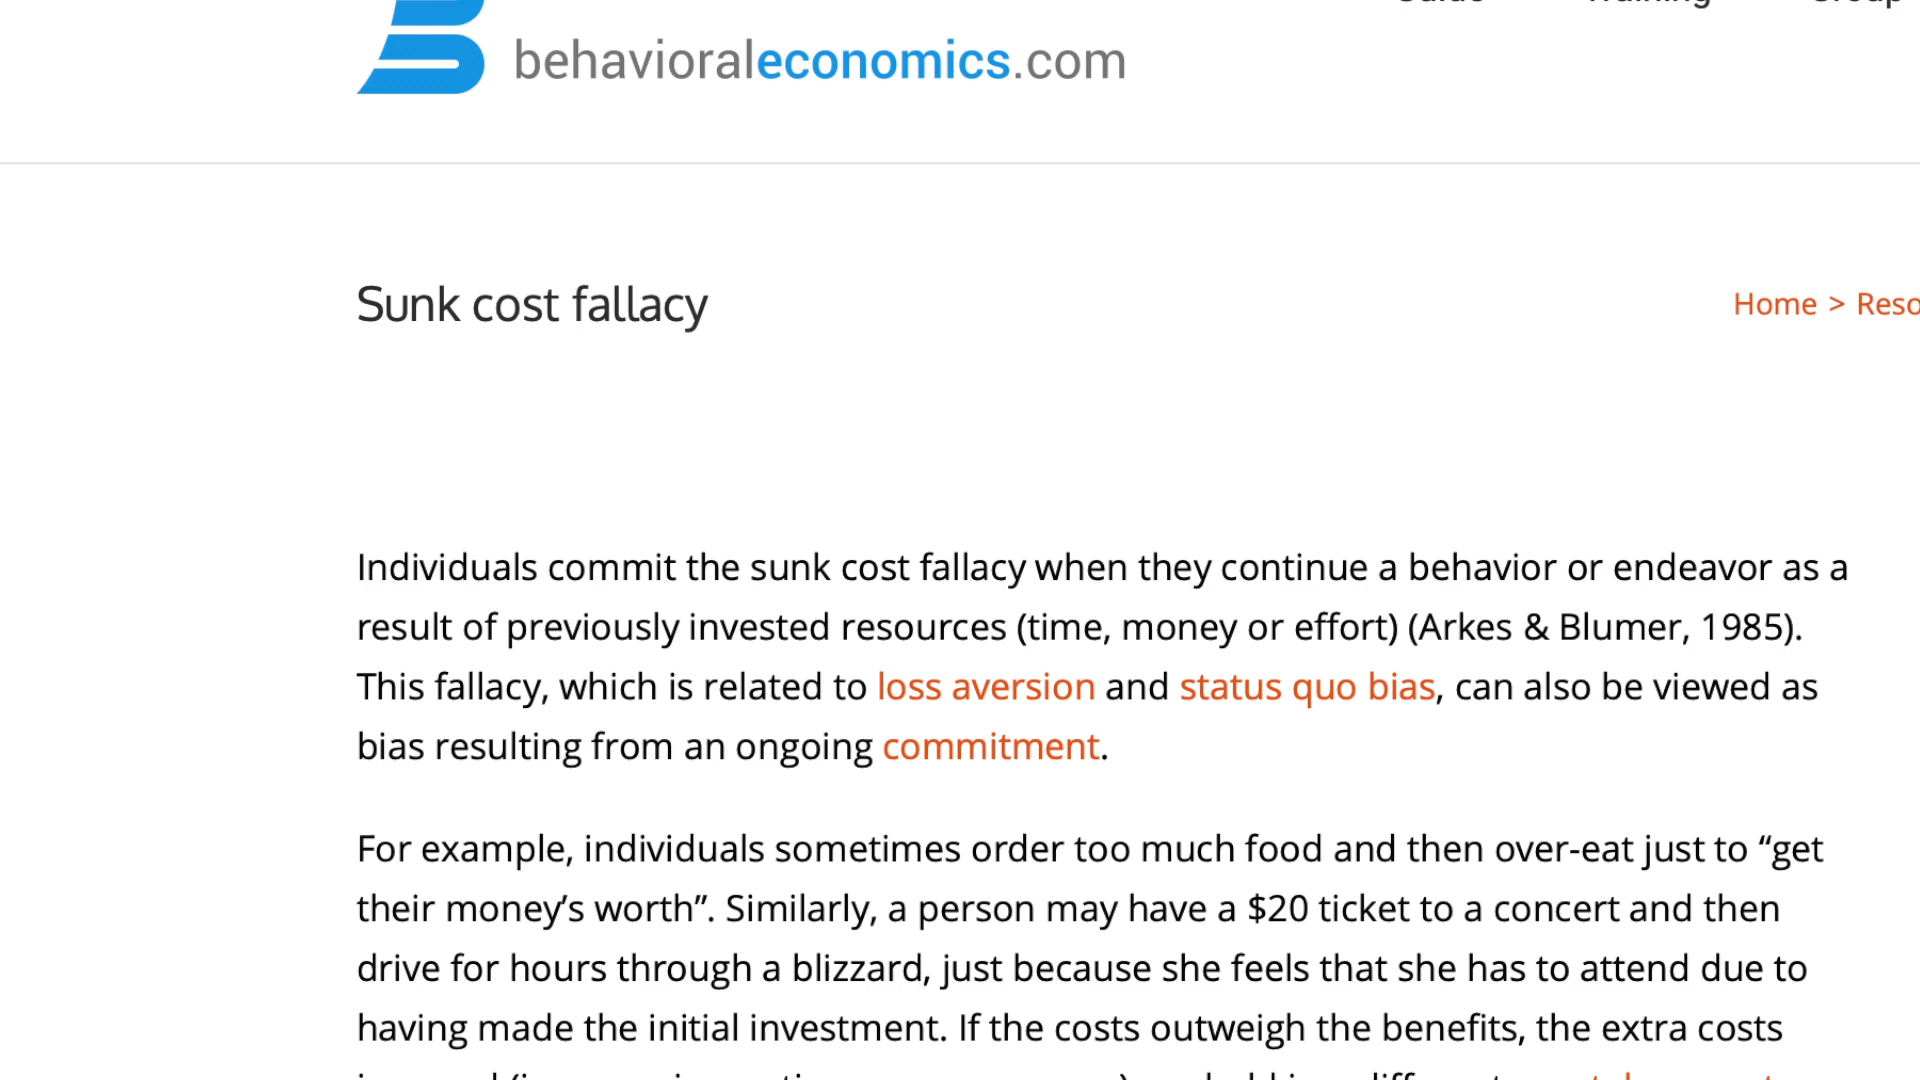 behavioraleconomics.com
Sunk cost fallacy
Home >
Individuals commit the sunk cost fallacy when they continue a behavior or endeavor as a
result of previously invested resources (time, money or effort) (Arkes & Blumer, 1985).
This fallacy, which is related to loss aversion and status quo bias, can also be viewed as
bias resulting from an ongoing commitment.
For example, individuals sometimes order too much food and then over-eat just to “get
their money’s worth”. Similarly, a person may have a $20 ticket to a concert and then
drive for hours through a blizzard, just because she feels that she has to attend due to
having made the initial investment. If the costs outweigh the benefits, the extra costs